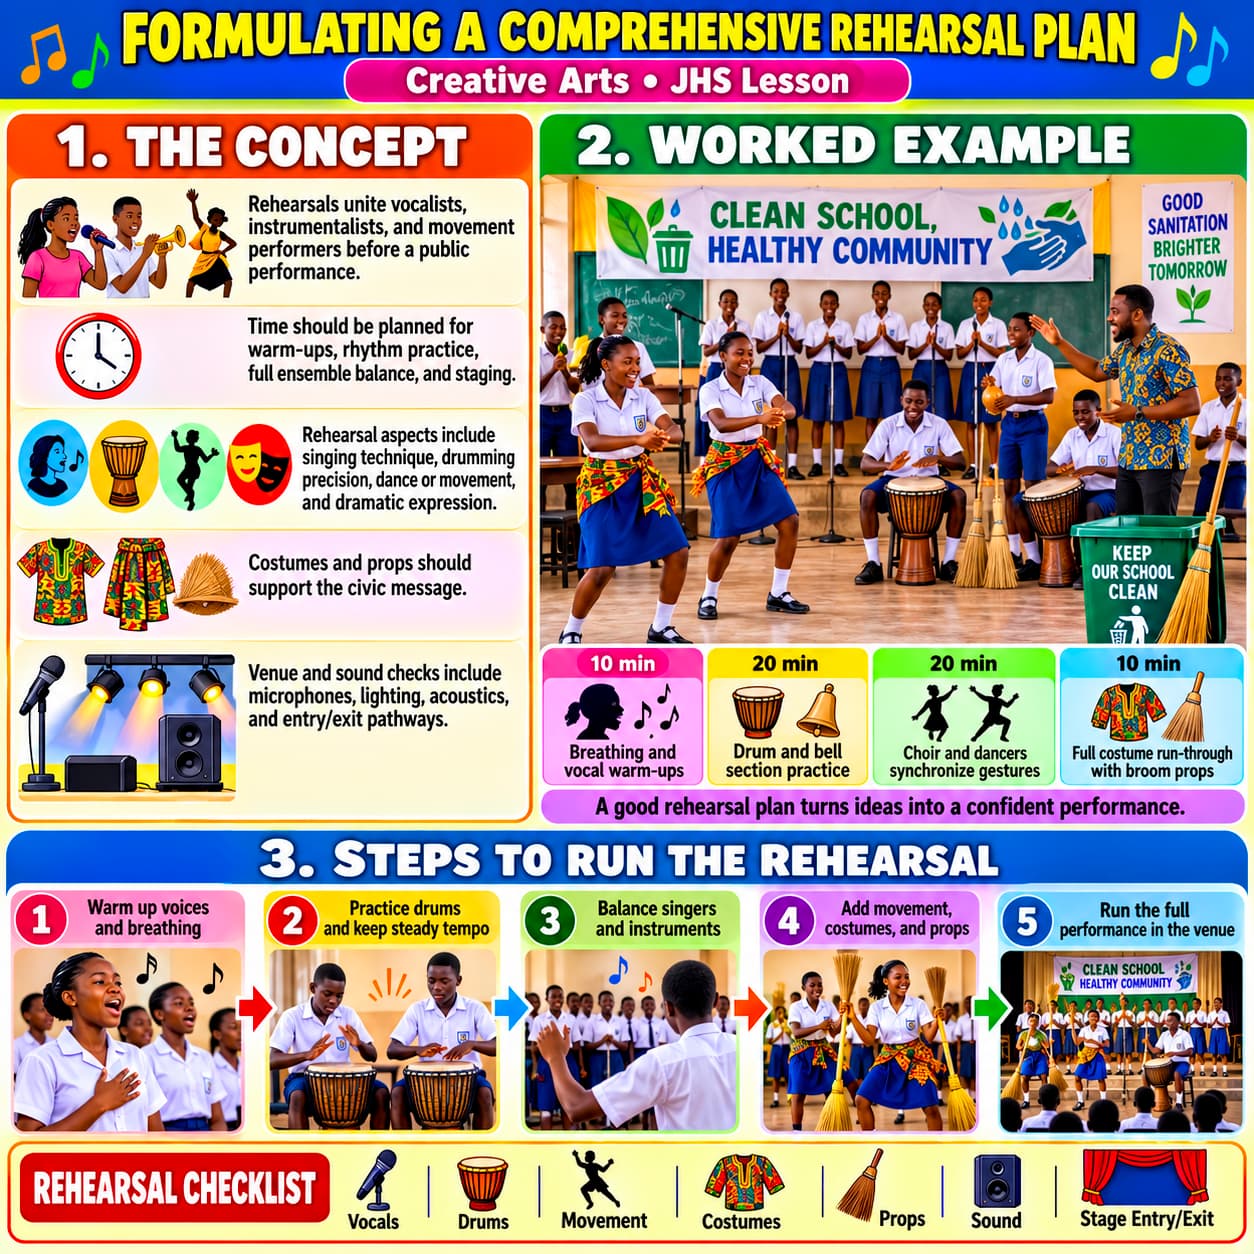 FORMULATING A COMPREHENSIVE REHEARSAL PLAN
Creative Arts • JHS Lesson
1. THE CONCEPT
Rehearsals unite vocalists,
instrumentalists, and movement
performers before a public
performance.
Time should be planned for
warm-ups, rhythm practice,
full ensemble balance, and staging.
Rehearsal aspects include
singing technique, drumming
precision, dance or movement,
and dramatic expression.
Costumes and props should
support the civic message.
Venue and sound checks include
microphones, lighting, acoustics,
and entry/exit pathways.
2. WORKED EXAMPLE
CLEAN SCHOOL,
HEALTHY COMMUNITY
GOOD
SANITATION
BRIGHTER
TOMORROW
KEEP
OUR SCHOOL
CLEAN
10 min
Breathing and
vocal warm-ups
20 min
Drum and bell
section practice
20 min
Choir and dancers
synchronize gestures
10 min
Full costume run-through
with broom props
A good rehearsal plan turns ideas into a confident performance.
3. STEPS TO RUN THE REHEARSAL
1
Warm up voices
and breathing
2
Practice drums
and keep steady tempo
3
Balance singers
and instruments
4
Add movement,
costumes, and props
5
Run the full
performance in the venue
CLEAN SCHOOL
HEALTHY COMMUNITY
REHEARSAL CHECKLIST
Vocals
Drums
Movement
Costumes
Props
Sound
Stage Entry/Exit